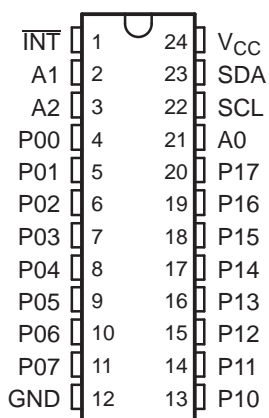 INT 1 24 VCC
A1 2 23 SDA
A2 3 22 SCL
P00 4 21 A0
P01 5 20 P17
P02 6 19 P16
P03 7 18 P15
P04 8 17 P14
P05 9 16 P13
P06 10 15 P12
P07 11 14 P11
GND 12 13 P10